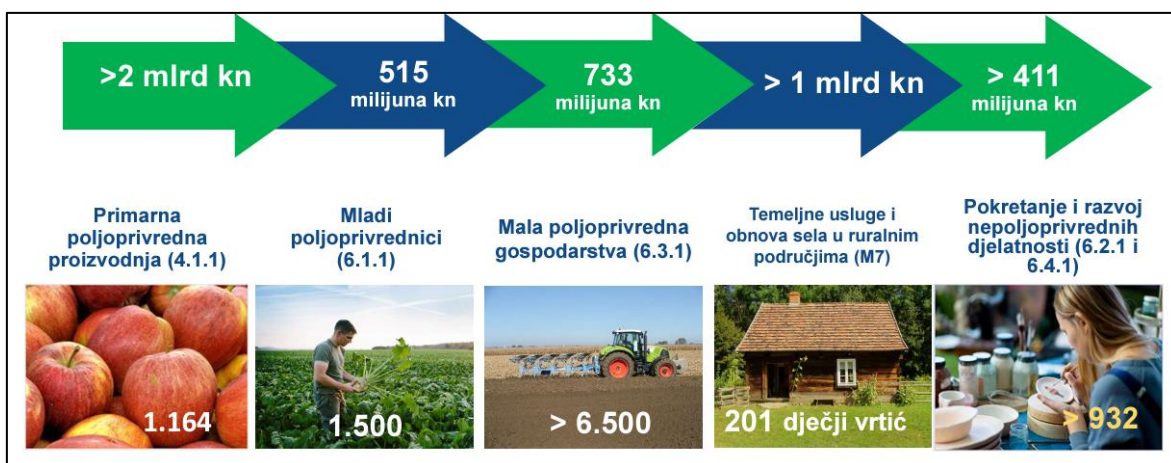 >2 mlrd kn
515
milijuna kn
733
milijuna kn
> 1 mlrd kn
> 411
milijuna kn
Primarna
poljoprivredna
proizvodnja (4.1.1)
Mladi
poljoprivrednici
(6.1.1)
Mala poljoprivredna
gospodarstva (6.3.1)
Temeljne usluge i
obnova sela u ruralnim
područjima (M7)
Pokretanje i razvoj
nepoljoprivrednih
djelatnosti (6.2.1 i
6.4.1)
1.164
1.500
> 6.500
201 dječji vrtić
> 932